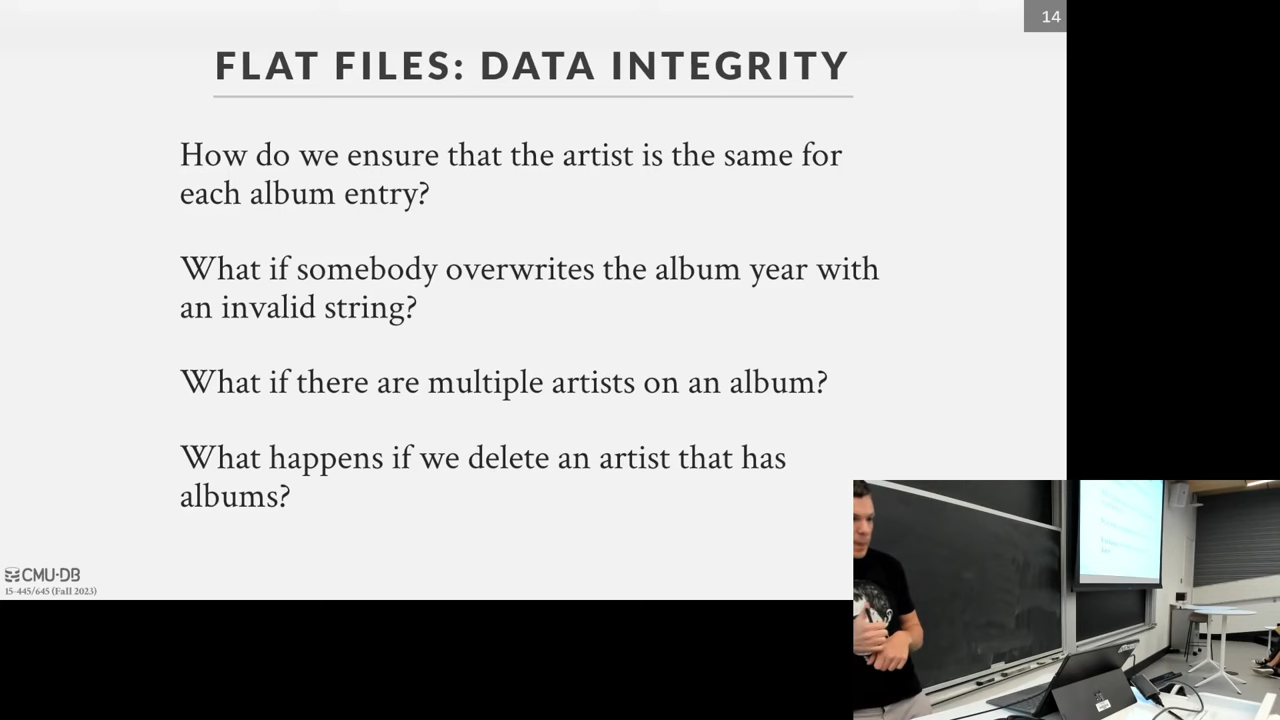 14
FLAT FILES: DATA INTEGRITY
How do we ensure that the artist is the same for
each album entry?
What if somebody overwrites the album year with
an invalid string?
What if there are multiple artists on an album?
What happens if we delete an artist that has
albums?
CMU·DB
15-445/645 (Fall 2023)